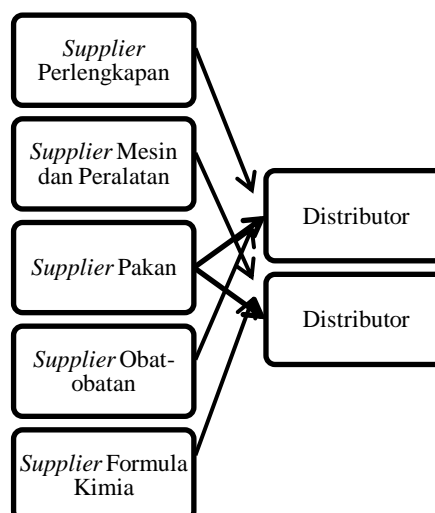 Supplier
Perlengkapan
Supplier Mesin
dan Peralatan
Supplier Pakan
Supplier Obat-
obatan
Supplier Formula
Kimia
Distributor
Distributor